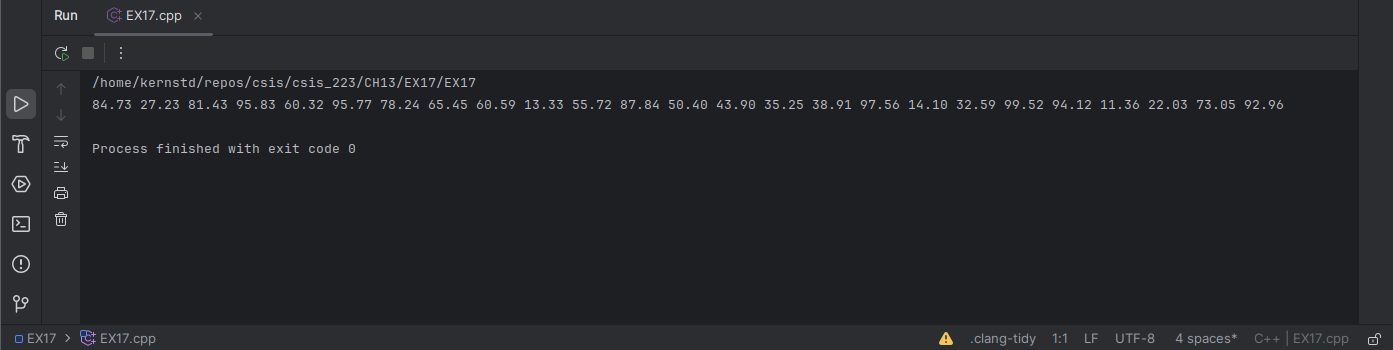 Run EX17.cpp
/home/kernstd/repos/csis/csis_223/CH13/EX17/EX17
84.73 27.23 81.43 95.83 60.32 95.77 78.24 65.45 60.59 13.33 55.72 87.84 50.40 43.90 35.25 38.91 97.56 14.10 32.59 99.52 94.12 11.36 22.03 73.05 92.96
Process finished with exit code 0
EX17 > EX17.cpp .clang-tidy 1:1 LF UTF-8 4 spaces* C++ | EX17.cpp